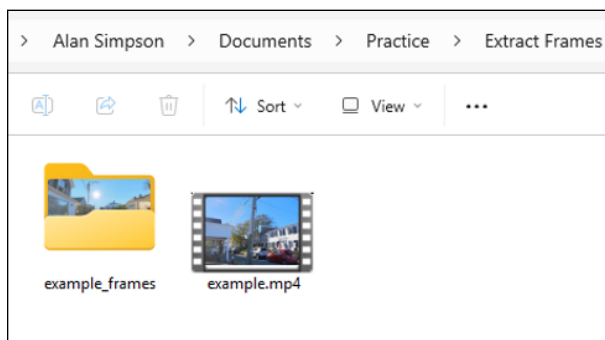 > Alan Simpson > Documents > Practice > Extract Frames
A Sort View ...
example_frames example.mp4